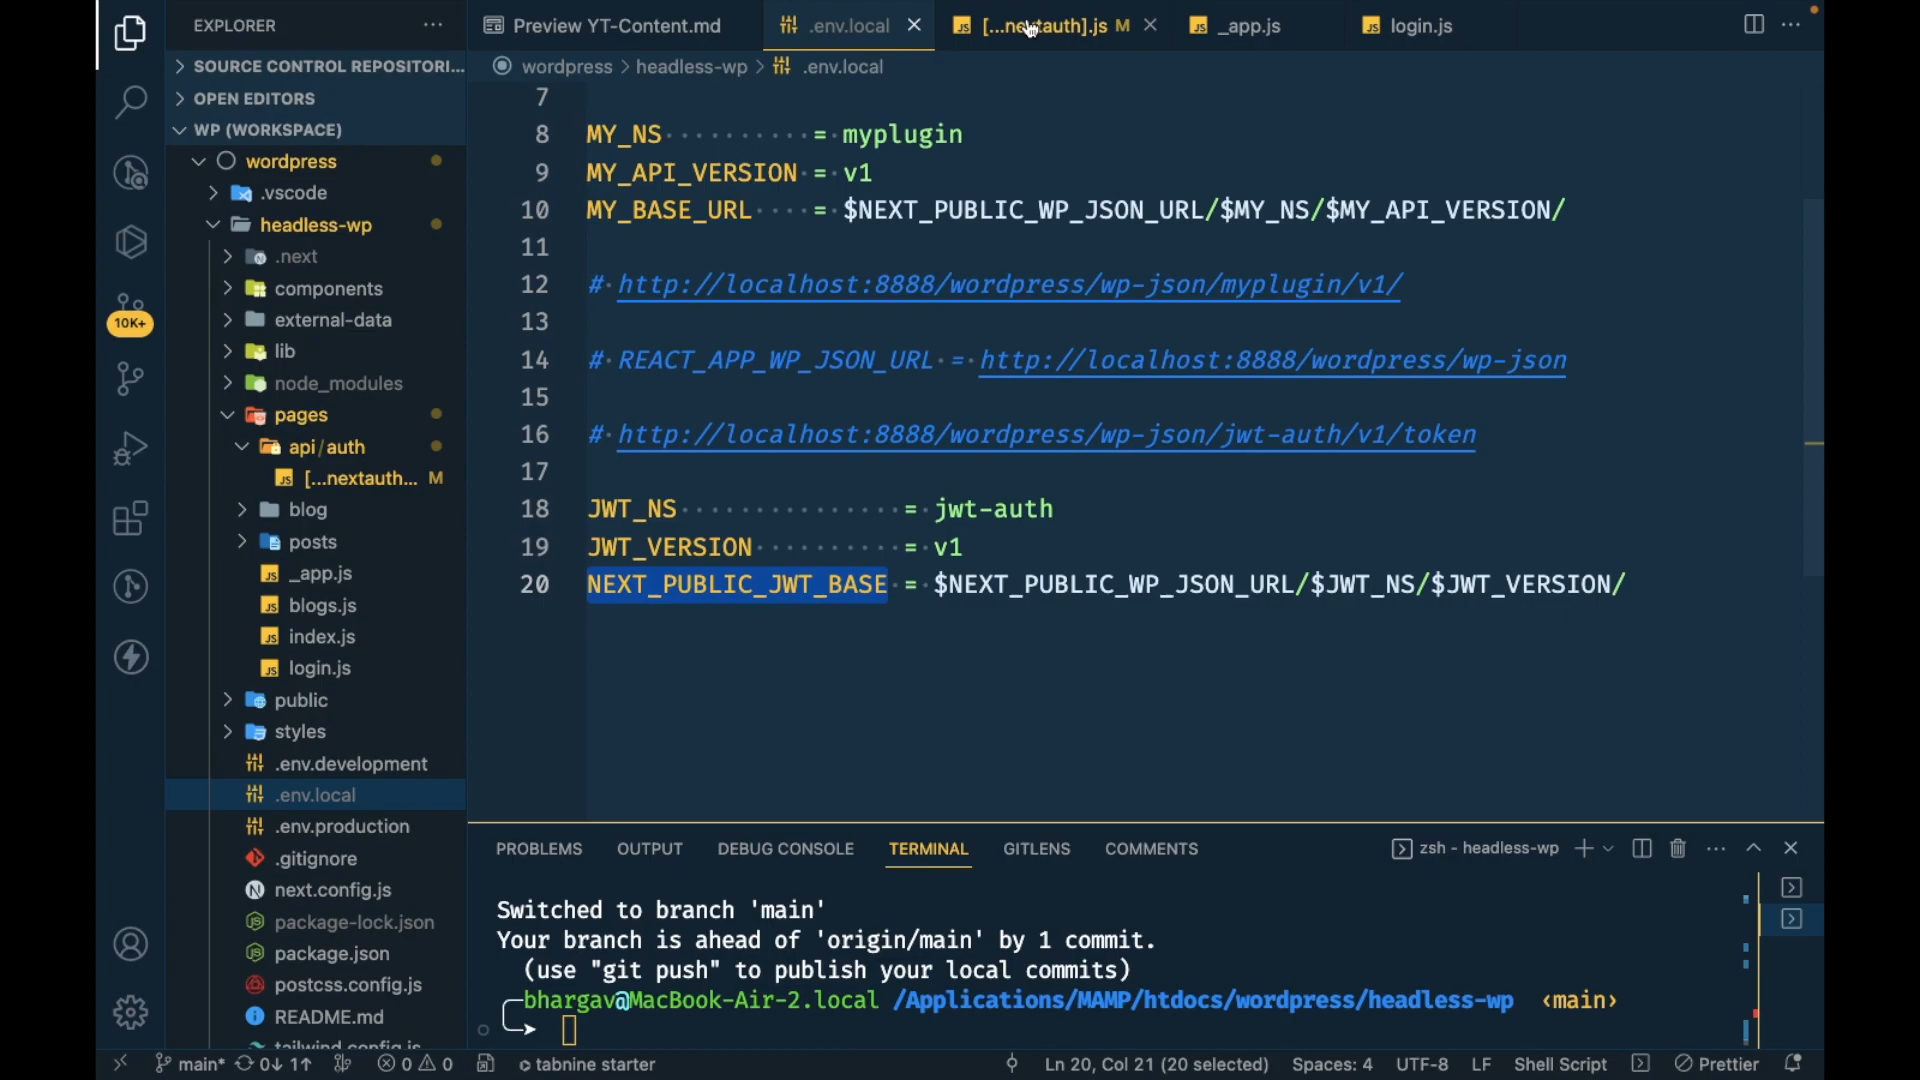 EXPLORER
Preview YT-Content.md
.env.local
[...nextauth].js M
_app.js
login.js
SOURCE CONTROL REPOSITORI...
wordpress > headless-wp > .env.local
OPEN EDITORS
WP (WORKSPACE)
wordpress
.vscode
headless-wp
.next
components
external-data
lib
node_modules
pages
api/auth
[...nextauth... M
blog
posts
_app.js
blogs.js
index.js
login.js
public
styles
.env.development
.env.local
.env.production
.gitignore
next.config.js
package-lock.json
package.json
postcss.config.js
README.md
tailwind.config.js
10K+
7
8 MY_NS = myplugin
9 MY_API_VERSION = v1
10 MY_BASE_URL = $NEXT_PUBLIC_WP_JSON_URL/$MY_NS/$MY_API_VERSION/
11
12 # http://localhost:8888/wordpress/wp-json/myplugin/v1/
13
14 # REACT_APP_WP_JSON_URL = http://localhost:8888/wordpress/wp-json
15
16 # http://localhost:8888/wordpress/wp-json/jwt-auth/v1/token
17
18 JWT_NS = jwt-auth
19 JWT_VERSION = v1
20 NEXT_PUBLIC_JWT_BASE = $NEXT_PUBLIC_WP_JSON_URL/$JWT_NS/$JWT_VERSION/
PROBLEMS OUTPUT DEBUG CONSOLE TERMINAL GITLENS COMMENTS
zsh - headless-wp
Switched to branch 'main'
Your branch is ahead of 'origin/main' by 1 commit.
(use "git push" to publish your local commits)
bhargav@MacBook-Air-2.local /Applications/MAMP/htdocs/wordpress/headless-wp ‹main›
main* 0↓ 1↑ 0 0 tabnine starter
Ln 20, Col 21 (20 selected) Spaces: 4 UTF-8 LF Shell Script Prettier